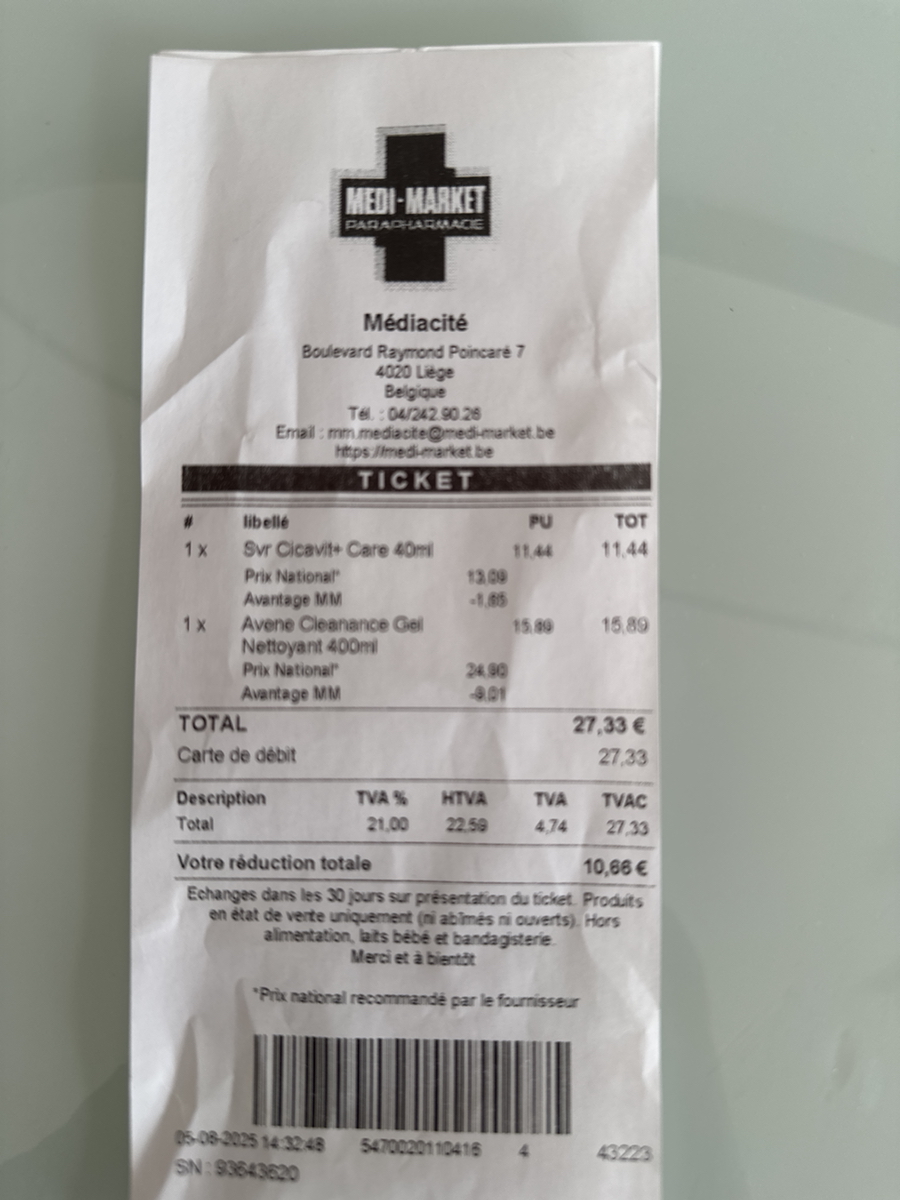 MEDI-MARKET
PARAPHARMACIE
Médiacité
Boulevard Raymond Poincaré 7
4020 Liège
Belgique
Tél. : 04/242.90.26
Email : mm.mediacite@medi-market.be
https://medi-market.be
TICKET
# libellé PU TOT
1 x Svr Cicavit+ Care 40ml 11,44 11,44
Prix National* 13,09
Avantage MM -1,65
1 x Avene Cleanance Gel 15,89 15,89
Nettoyant 400ml
Prix National* 24,90
Avantage MM -9,01
TOTAL 27,33 €
Carte de débit 27,33
Description TVA % HTVA TVA TVAC
Total 21,00 22,59 4,74 27,33
Votre réduction totale 10,66 €
Echanges dans les 30 jours sur présentation du ticket. Produits
en état de vente uniquement (ni abîmés ni ouverts). Hors
alimentation, laits bébé et bandagisterie.
Merci et à bientôt
*Prix national recommandé par le fournisseur
05-08-2025 14:32:48 5470020110416 4 43223
SN : 93643620